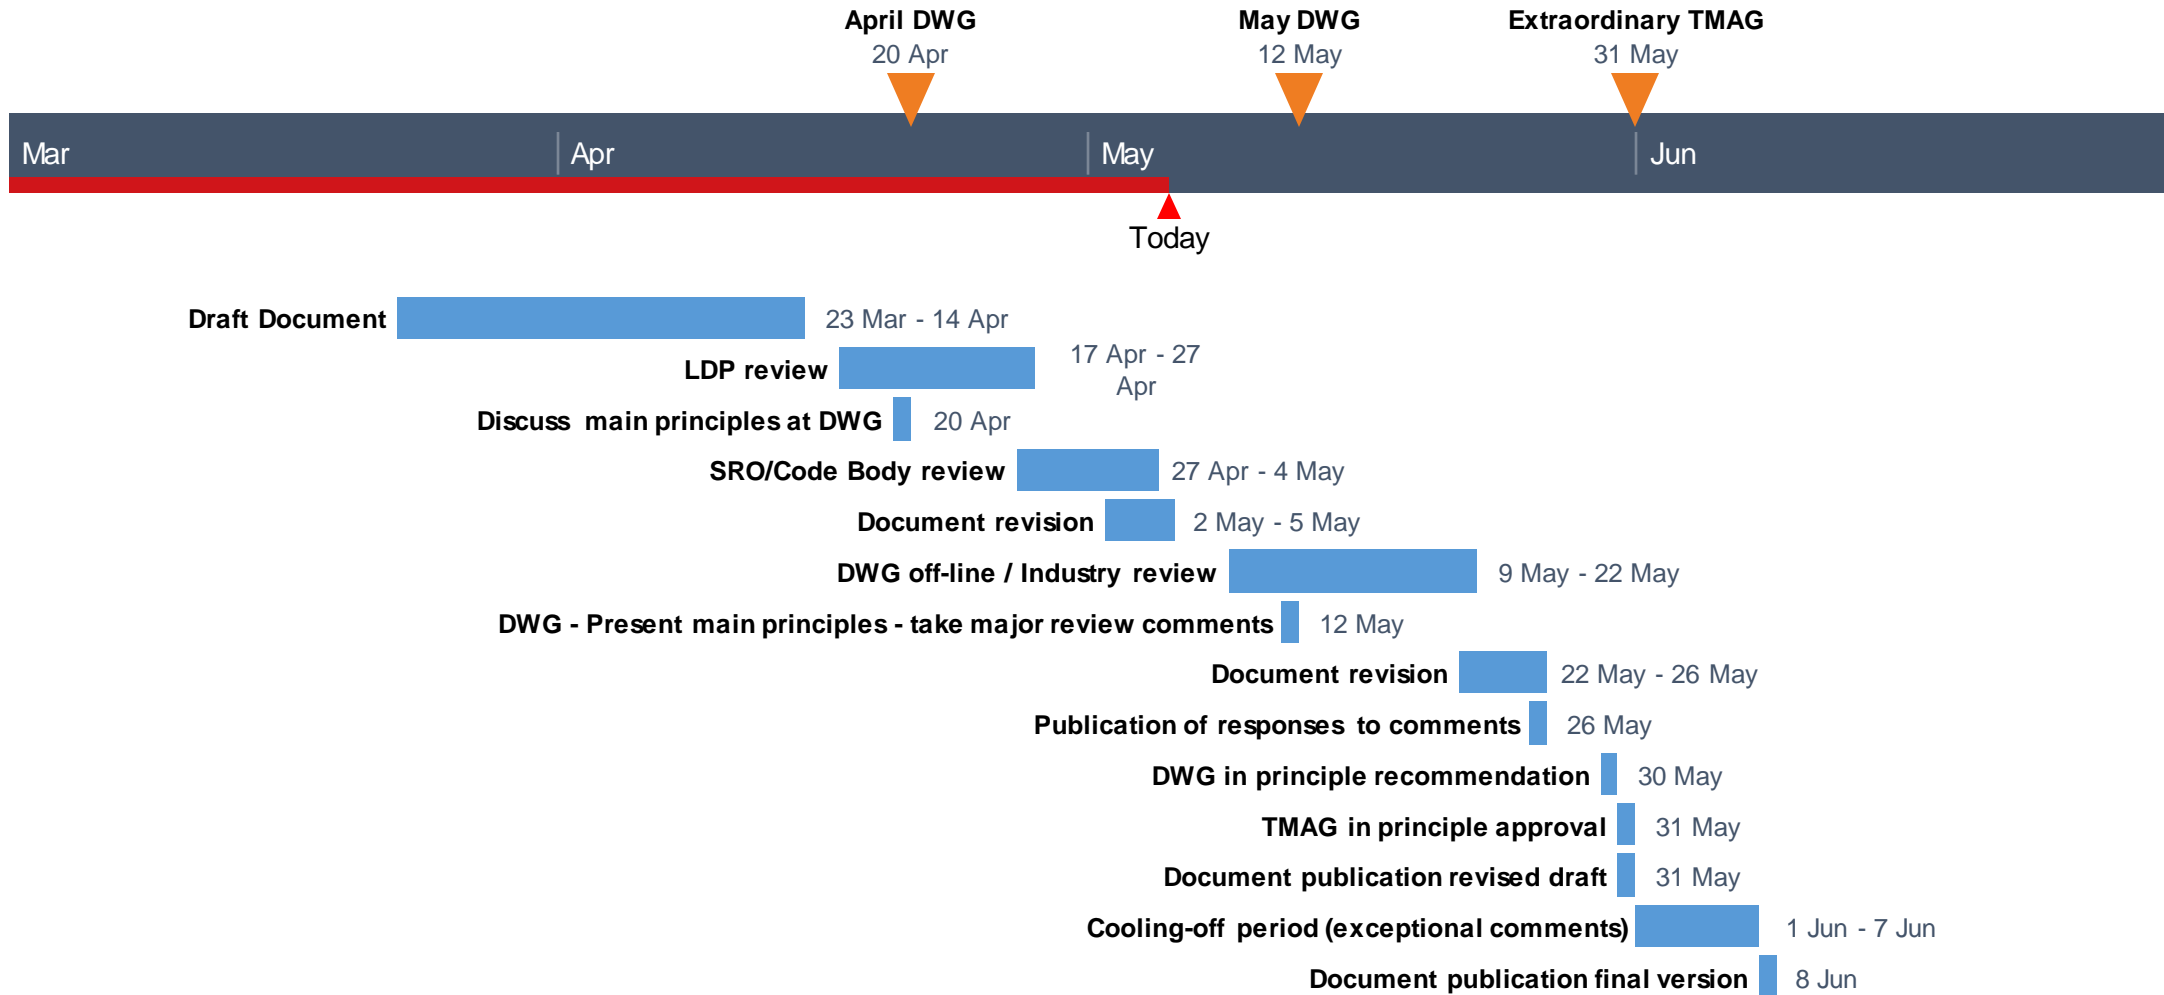 April DWG
20 Apr
May DWG
12 May
Extraordinary TMAG
31 May
Mar
Apr
May
Jun
Today
Draft Document
23 Mar - 14 Apr
LDP review
17 Apr - 27
Apr
Discuss main principles at DWG
20 Apr
SRO/Code Body review
27 Apr - 4 May
Document revision
2 May - 5 May
DWG off-line / Industry review
9 May - 22 May
DWG - Present main principles - take major review comments
12 May
Document revision
22 May - 26 May
Publication of responses to comments
26 May
DWG in principle recommendation
30 May
TMAG in principle approval
31 May
Document publication revised draft
31 May
Cooling-off period (exceptional comments)
1 Jun - 7 Jun
Document publication final version
8 Jun